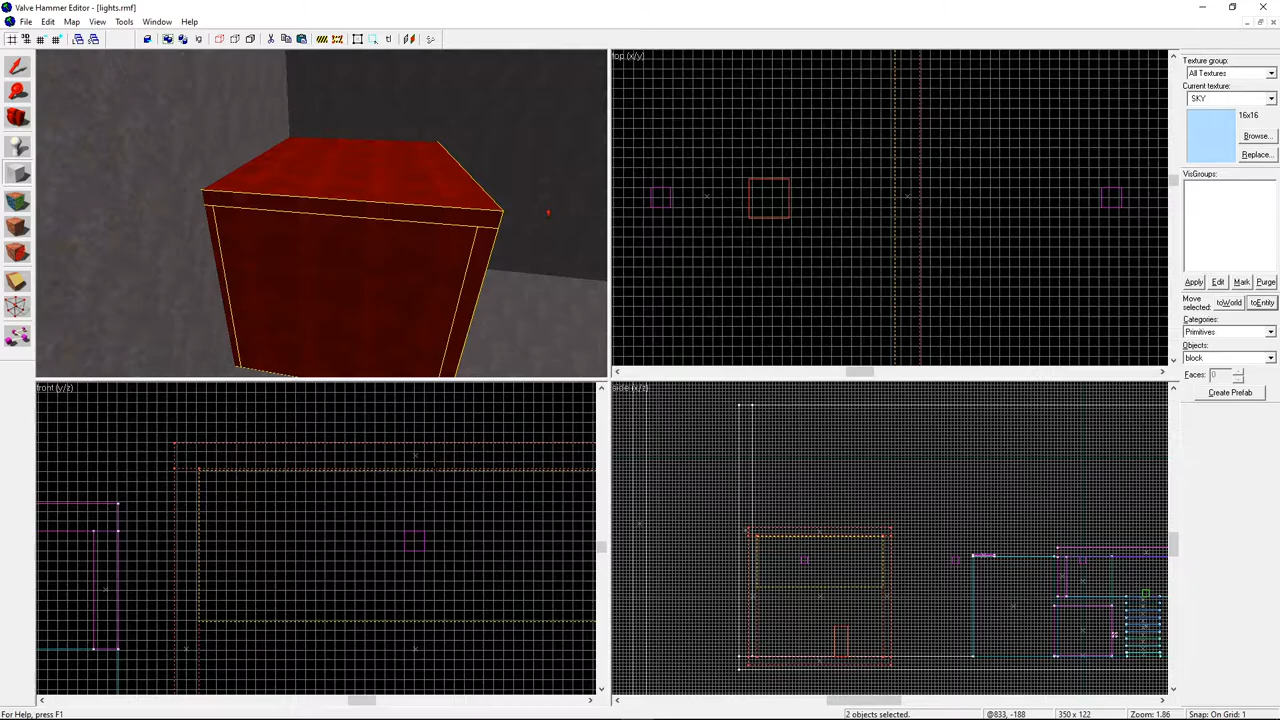 Valve Hammer Editor - [lights.rmf]
File Edit Map View Tools Window Help
top (x/y)
front (y/z)
side (x/z)
Texture group:
All Textures
Current texture:
SKY
16x16
Browse...
Replace...
VisGroups:
Apply Edit Mark Purge
Move selected:
toWorld toEntity
Categories:
Primitives
Objects:
block
Faces: 0
Create Prefab
For Help, press F1
2 objects selected.
@833, -188
350 x 122
Zoom: 1.86
Snap: On Grid: 1